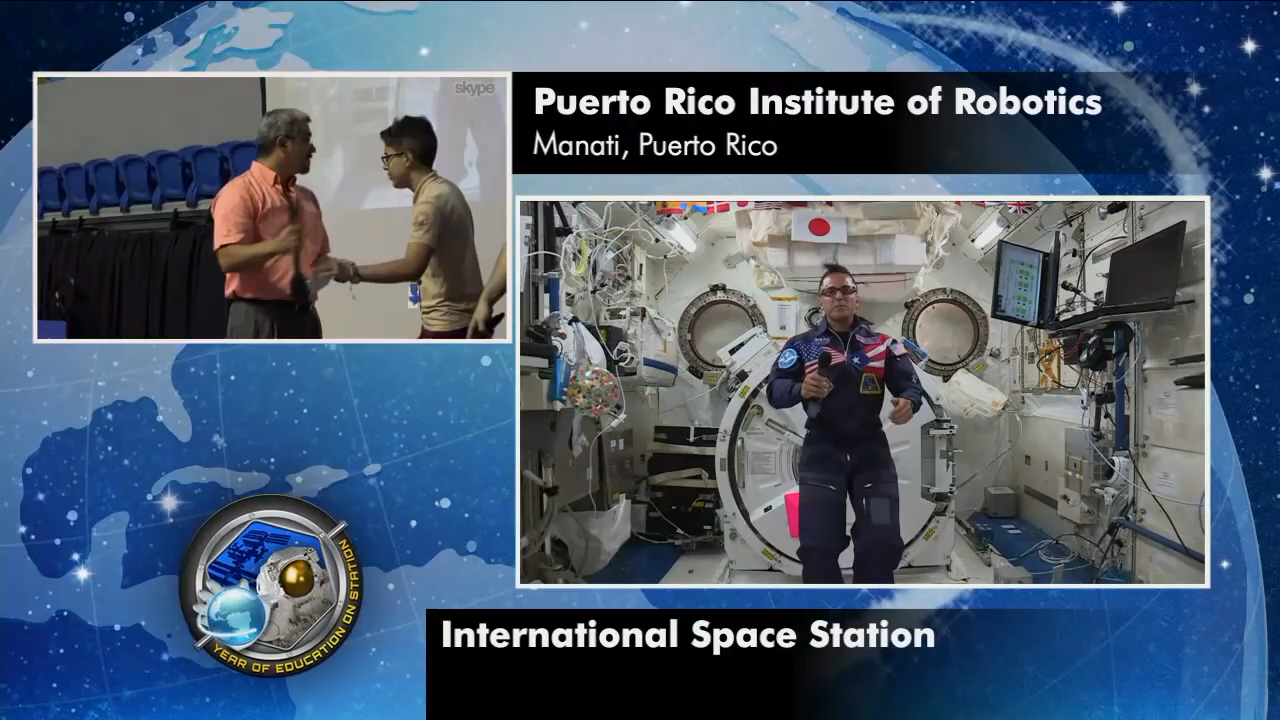 skype
Puerto Rico Institute of Robotics
Manati, Puerto Rico
International Space Station
YEAR OF EDUCATION ON STATION